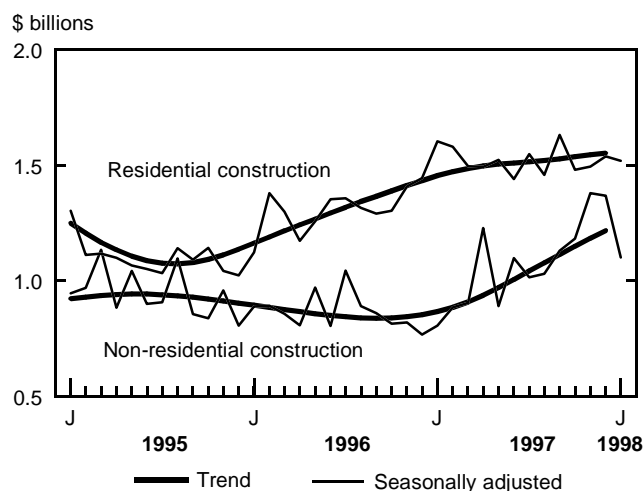 $ billions
2.0
1.5
Residential construction
1.0
Non-residential construction
0.5
J J J J
1995 1996 1997 1998
Trend Seasonally adjusted